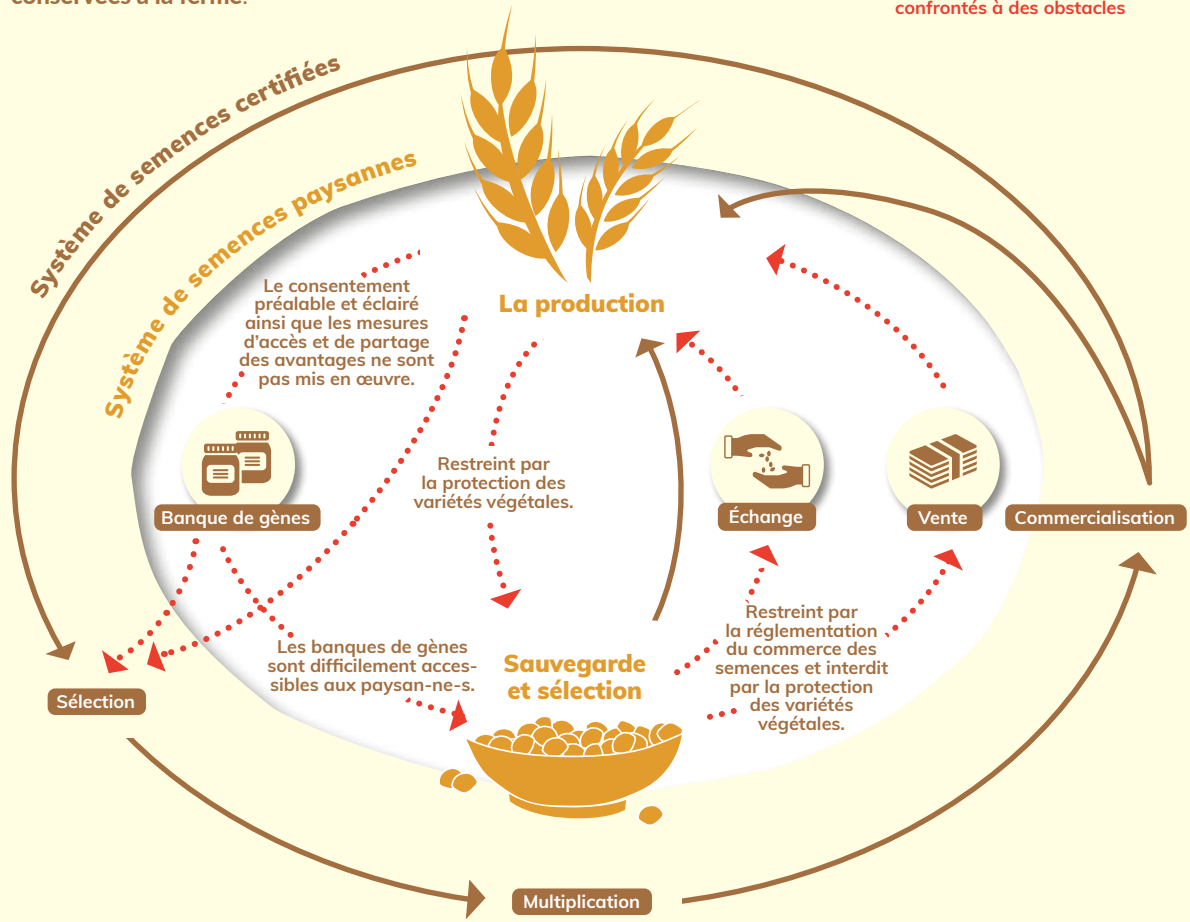 conservées à la ferme.
confrontés à des obstacles
Système de semences certifiées
Système de semences paysannes
Le consentement
préalable et éclairé
ainsi que les mesures
d'accès et de partage
des avantages ne sont
pas mis en œuvre.
La production
Restreint par
la protection des
variétés végétales.
Banque de gènes
Échange
Vente
Commercialisation
Les banques de gènes
sont difficilement acces-
sibles aux paysan-ne-s.
Sauvegarde
et sélection
Restreint par
la réglementation
du commerce des
semences et interdit
par la protection
des variétés
végétales.
Sélection
Multiplication